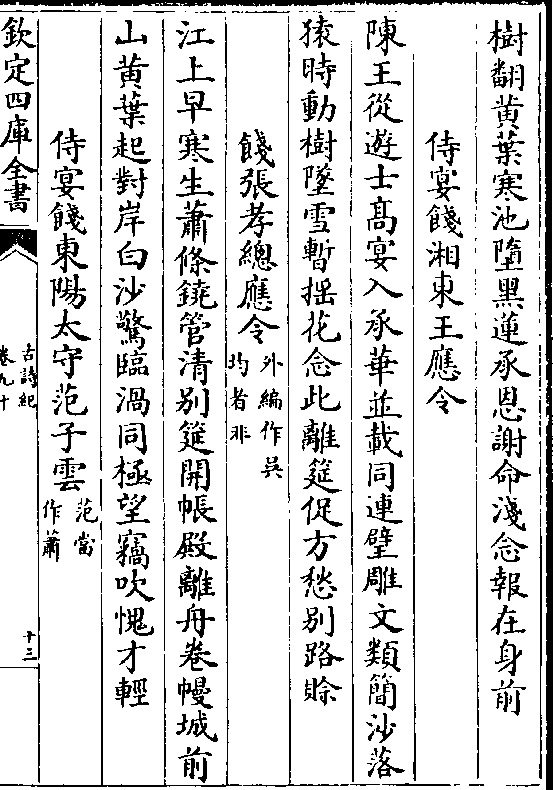 樹翻黄葉寒池墮黒蓮承恩謝命淺念報在身前
侍宴餞湘東王應令
陳王從遊士髙宴入承華並載同連璧雕文類簡沙落
猿時動樹墜雪暫揺花念此離筵促方愁别路賒
餞張孝總應令外編作吳均者非
江上早寒生蕭條鐃管清别筵開帳殿離舟卷幔城前
山黄葉起對岸白沙驚臨渦同極望竊吹愧才輕
侍宴餞東陽太守范子雲范當作蕭
欽定四庫全書
古詩紀
卷九十
十三